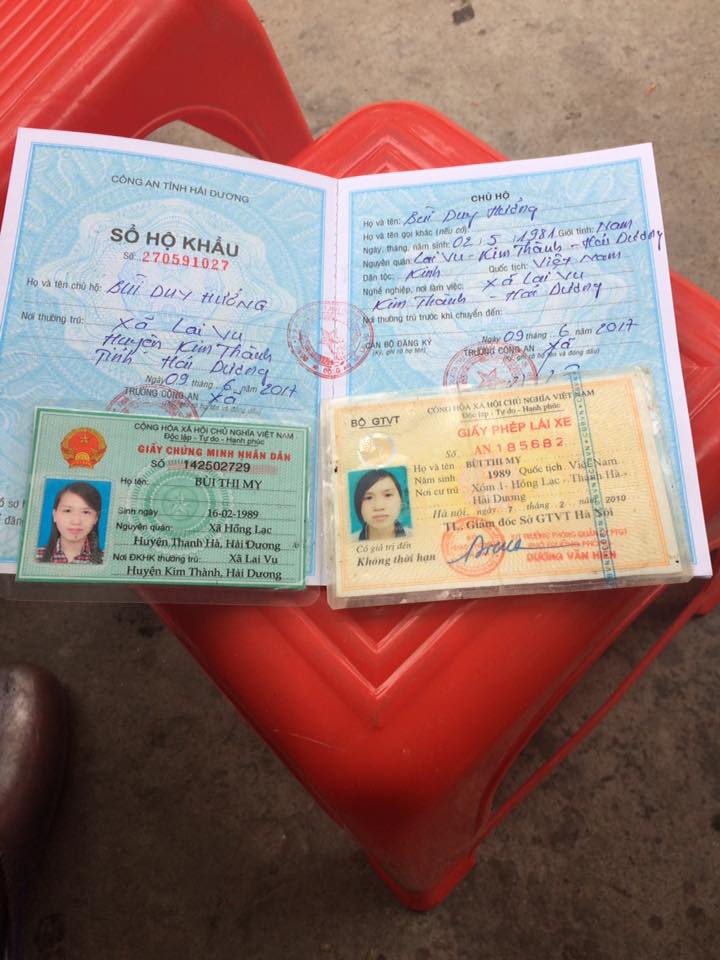 CÔNG AN TỈNH HẢI DƯƠNG
SỔ HỘ KHẨU
Số: 270591027
Họ và tên chủ hộ: BÙI DUY HƯỞNG
Nơi thường trú: Xã Lai Vu
Huyện Kim Thành
Tỉnh Hải Dương
Ngày 09 tháng 6 năm 2017
TRƯỞNG CÔNG AN Xã
CHỦ HỘ
Họ và tên: Bùi Duy Hưởng
Họ và tên gọi khác (nếu có):
Ngày, tháng, năm sinh: 02.5.1981 Giới tính: Nam
Nguyên quán: Lai Vu - Kim Thành - Hải Dương
Dân tộc: Kinh Quốc tịch: Việt Nam
Nghề nghiệp, nơi làm việc: Xã Lai Vu
Kim Thành - Hải Dương
Nơi thường trú trước khi chuyển đến:
09 tháng 6 năm 2017
CÁN BỘ ĐĂNG KÝ
(Ký, ghi rõ họ tên)
TRƯỞNG CÔNG AN Xã
CỘNG HÒA XÃ HỘI CHỦ NGHĨA VIỆT NAM
Độc lập - Tự do - Hạnh phúc
GIẤY CHỨNG MINH NHÂN DÂN
SỐ 142502729
Họ tên: BÙI THỊ MY
Sinh ngày 16-02-1989
Nguyên quán: Xã Hồng Lạc
Huyện Thanh Hà, Hải Dương
Nơi ĐKHK thường trú: Xã Lai Vu
Huyện Kim Thành, Hải Dương
BỘ GTVT
CỘNG HÒA XÃ HỘI CHỦ NGHĨA VIỆT NAM
Độc lập - Tự do - Hạnh phúc
GIẤY PHÉP LÁI XE
Số AN 185682
Họ và tên BÙI THỊ MY
Năm sinh 1989 Quốc tịch Việt Nam
Nơi cư trú Xóm 1- Hồng Lạc - Thanh Hà -
Hải Dương
Hà nội, ngày 7 tháng 2 năm 2010
TL. Giám đốc Sở GTVT Hà Nội
Có giá trị đến
Không thời hạn
DƯƠNG VĂN